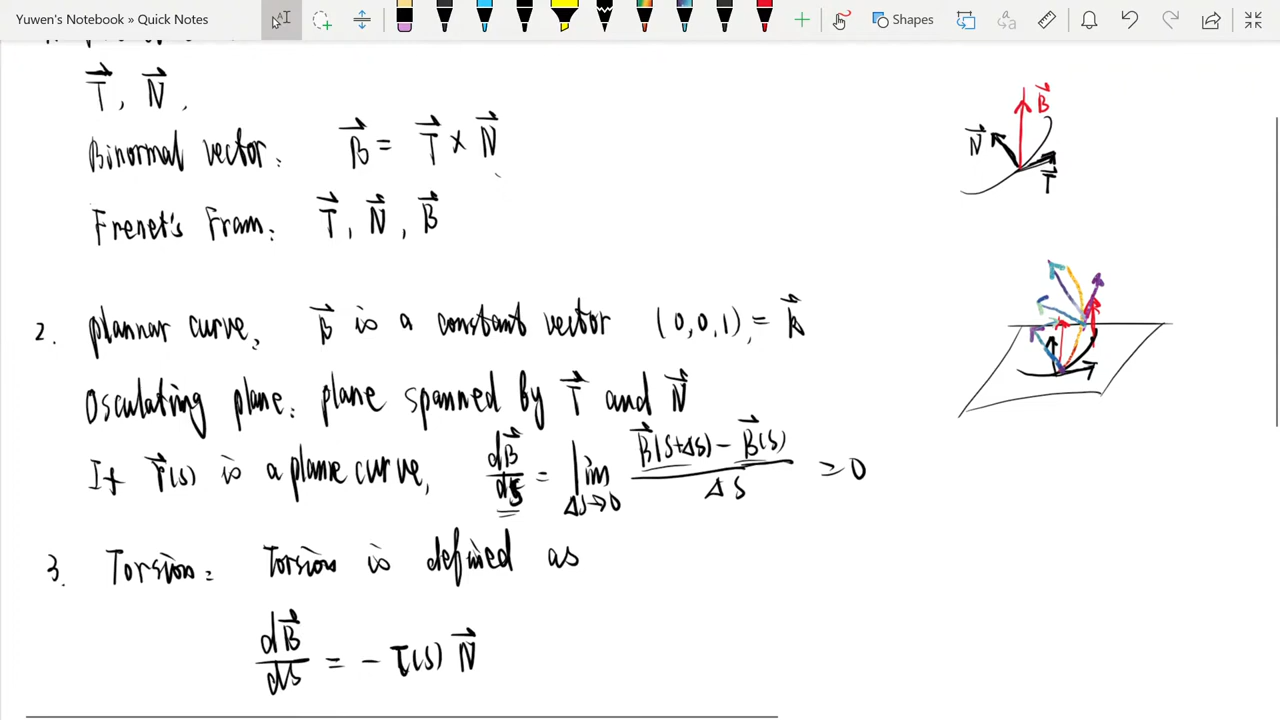 Yuwen's Notebook » Quick Notes
Shapes
T⃗, N⃗,
Binormal vector: B⃗ = T⃗ × N⃗
Frenet's Fram: T⃗, N⃗, B⃗
2. plannar curve, B⃗ is a constant vector (0,0,1) = k⃗
Osculating plane: plane spanned by T⃗ and N⃗
If r⃗(s) is a plane curve, dB⃗/ds = lim Δs→0 (B⃗(s+Δs) − B⃗(s))/Δs = 0
3. Torsion: Torsion is defined as
dB⃗/ds = − τ(s) N⃗
B⃗
N⃗
T⃗